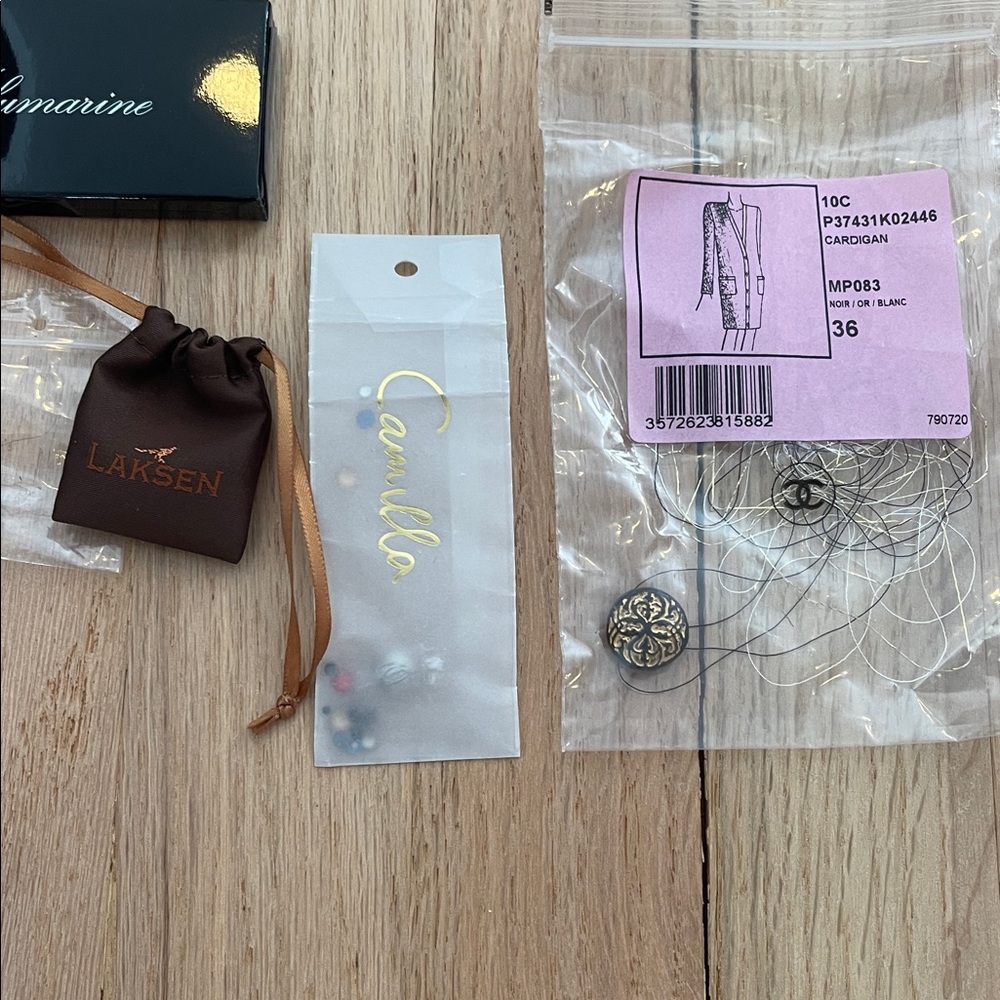 lumarine
LAKSEN
Camilla
10C
P37431K02446
CARDIGAN
MP083
NOIR / OR / BLANC
36
3572623815882
790720